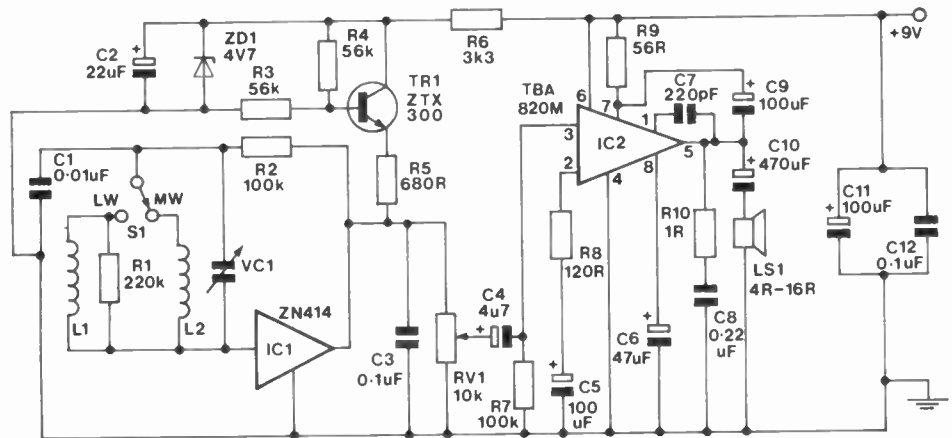 C2
22uF
+
ZD1
4V7
R3
56k
R4
56k
TR1
ZTX
300
R6
3k3
R9
56R
C7
220pF
+
C9
100uF
+9V
C1
0·01uF
R2
100k
R5
680R
TBA
820M
6
7
1
3
2
IC2
5
8
4
+
C10
470uF
LW
MW
S1
R1
220k
VC1
L1
L2
ZN414
IC1
C3
0·1uF
RV1
10k
C4
4u7
+
R7
100k
R8
120R
+
C5
100
uF
+
C6
47uF
R10
1R
C8
0·22
uF
LS1
4R-16R
C11
+
100uF
C12
0·1uF